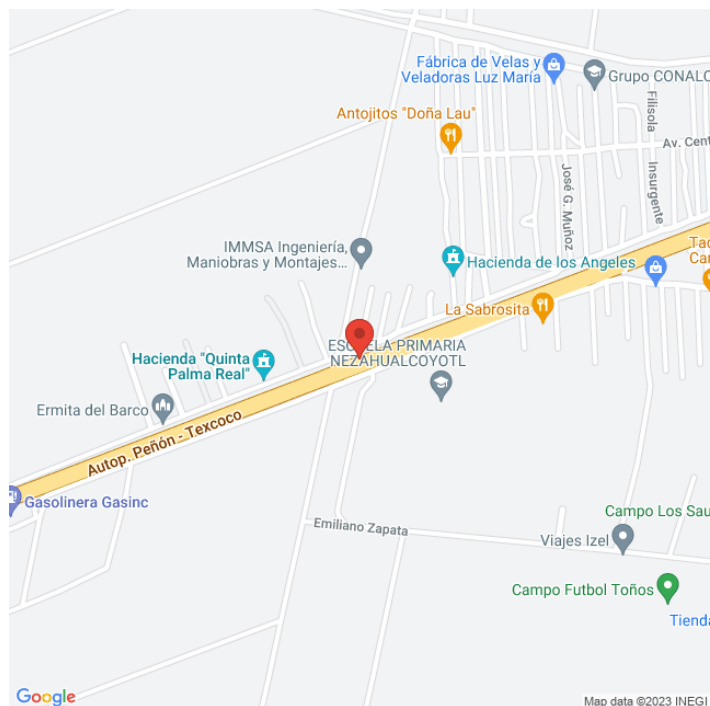 Fábrica de Velas y
Veladoras Luz María
Grupo CONALC
Antojitos "Doña Lau"
Filisola
Av. Cent
José G. Muñoz
Insurgente
IMMSA Ingeniería,
Maniobras y Montajes...
Hacienda de los Angeles
Tac
Car
La Sabrosita
ESCUELA PRIMARIA
NEZAHUALCOYOTL
Hacienda "Quinta
Palma Real"
Ermita del Barco
Autop. Peñón - Texcoco
Gasolinera Gasinc
Emiliano Zapata
Campo Los Sau
Viajes Izel
Campo Futbol Toños
Tienda
Google
Map data ©2023 INEGI